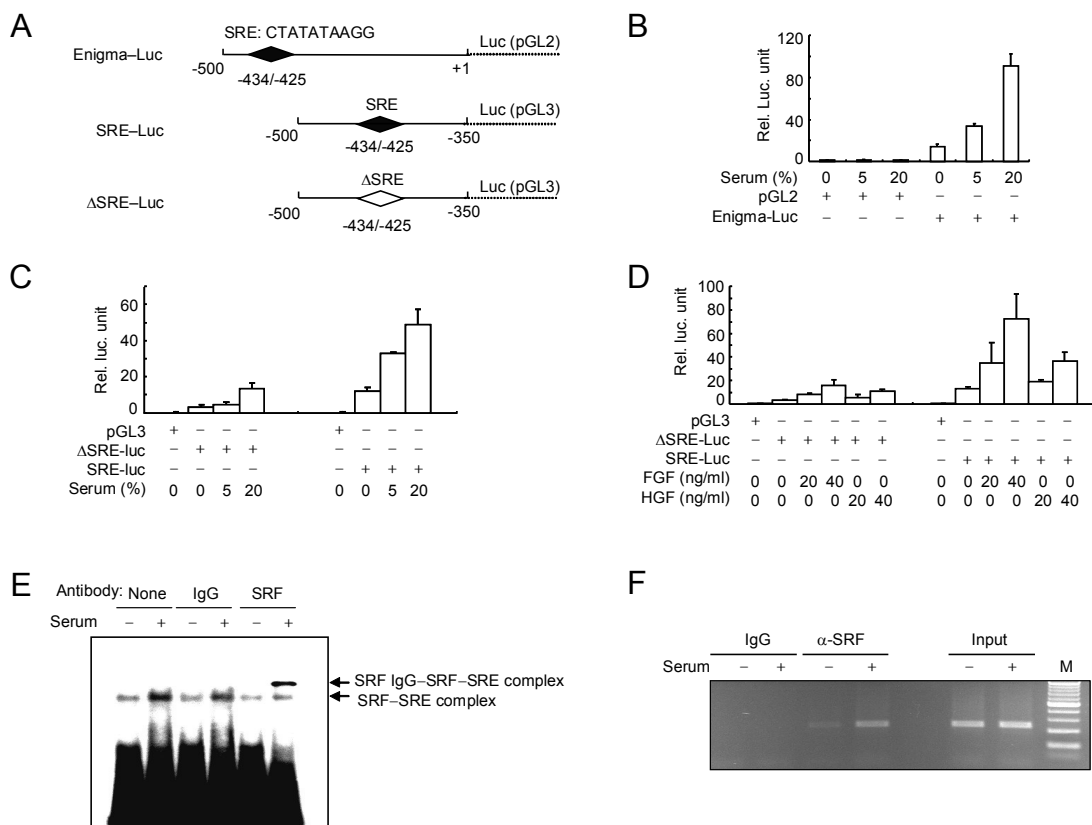 A
SRE: CTATATAAGG
Enigma–Luc
Luc (pGL2)
-500
+1
-434/-425
SRE
SRE–Luc
Luc (pGL3)
-500
-350
-434/-425
ΔSRE
ΔSRE–Luc
Luc (pGL3)
-500
-350
-434/-425
B
Rel. Luc. unit
120
80
40
0
Serum (%) 0 5 20 0 5 20
pGL2 + + + – – –
Enigma-Luc – – – + + +
C
Rel. luc. unit
60
40
20
0
pGL3 + – – – + – – –
ΔSRE-luc – + + + – – – –
SRE-luc – – – – – + + +
Serum (%) 0 0 5 20 0 0 5 20
D
Rel. luc. unit
100
80
60
40
20
0
pGL3 + – – – – – + – – – – –
ΔSRE-Luc – + + + + + – – – – – –
SRE-Luc – – – – – – – + + + + +
FGF (ng/ml) 0 0 20 40 0 0 0 0 20 40 0 0
HGF (ng/ml) 0 0 0 0 20 40 0 0 0 0 20 40
E
Antibody: None IgG SRF
Serum – + – + – +
SRF IgG–SRF–SRE complex
SRF–SRE complex
F
IgG α-SRF Input
Serum – + – + – + M